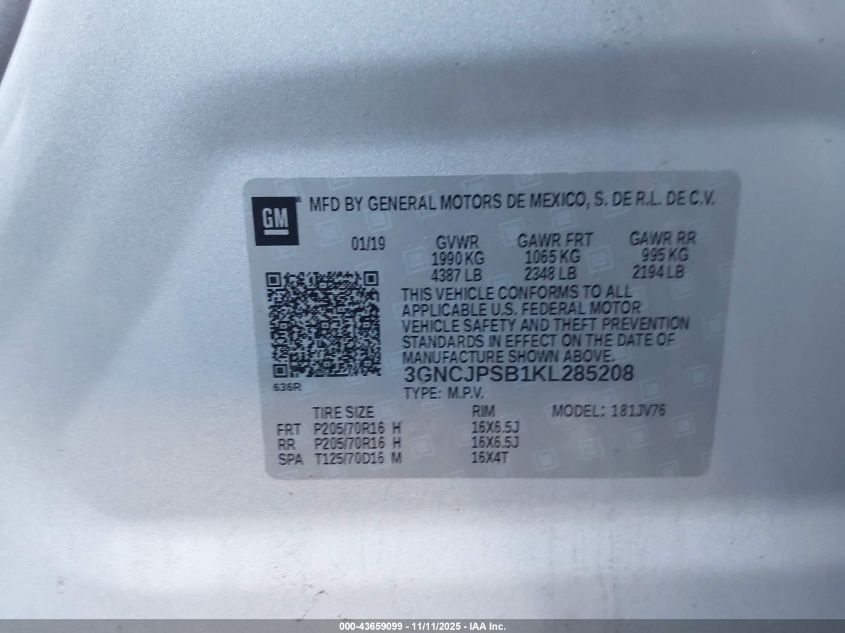 GM
MFD BY GENERAL MOTORS DE MEXICO, S. DE R.L. DE C.V.
01/19 GVWR GAWR FRT GAWR RR
1990 KG 1065 KG 995 KG
4387 LB 2348 LB 2194 LB
THIS VEHICLE CONFORMS TO ALL
APPLICABLE U.S. FEDERAL MOTOR
VEHICLE SAFETY AND THEFT PREVENTION
STANDARDS IN EFFECT ON THE DATE OF
MANUFACTURE SHOWN ABOVE.
3GNCJPSB1KL285208
636R
TYPE: M.P.V.
TIRE SIZE RIM MODEL: 181JV76
FRT P205/70R16 H 16X6.5J
RR P205/70R16 H 16X6.5J
SPA T125/70D16 M 16X4T
000-43659099 - 11/11/2025 - IAA Inc.